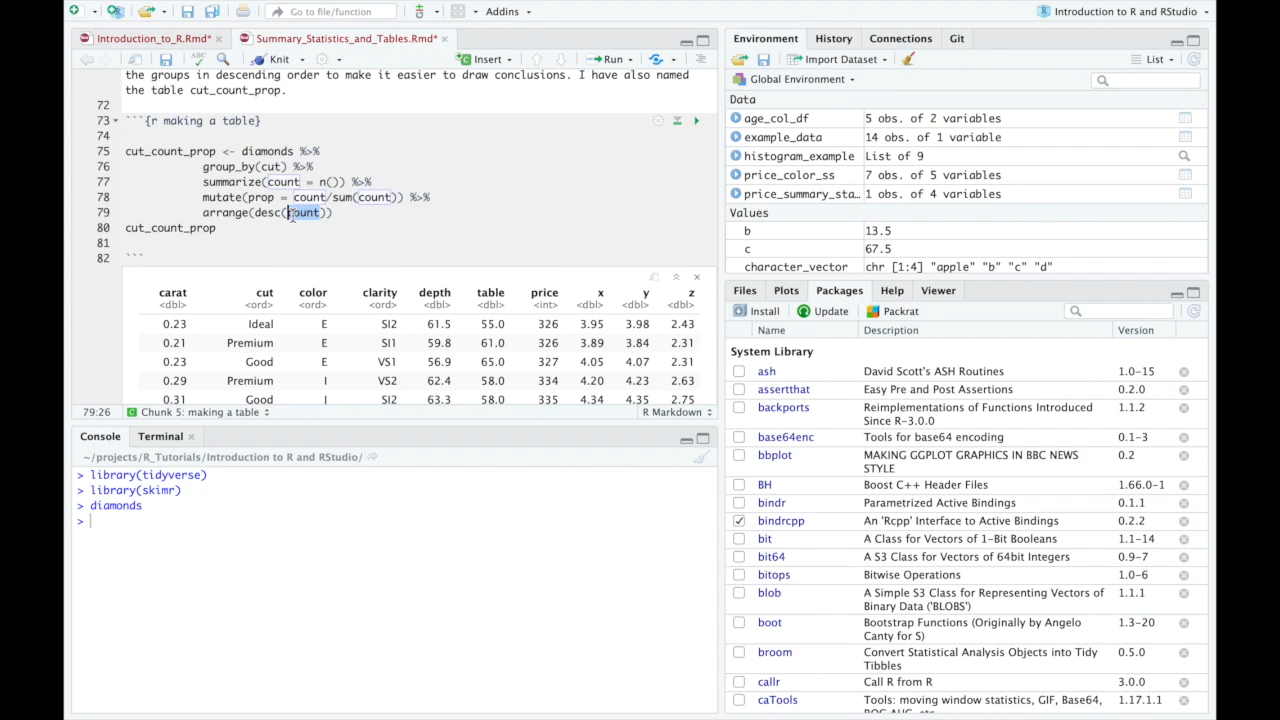 Go to file/function
Addins
Introduction to R and RStudio
Introduction_to_R.Rmd*
Summary_Statistics_and_Tables.Rmd*
Knit
Insert
Run
the groups in descending order to make it easier to draw conclusions. I have also named
the table cut_count_prop.
72
73 ```{r making a table}
74
75 cut_count_prop <- diamonds %>%
76 group_by(cut) %>%
77 summarize(count = n()) %>%
78 mutate(prop = count/sum(count)) %>%
79 arrange(desc(count))
80 cut_count_prop
81
82 ```
carat cut color clarity depth table price x y z
<dbl> <ord> <ord> <ord> <dbl> <dbl> <int> <dbl> <dbl> <dbl>
0.23 Ideal E SI2 61.5 55.0 326 3.95 3.98 2.43
0.21 Premium E SI1 59.8 61.0 326 3.89 3.84 2.31
0.23 Good E VS1 56.9 65.0 327 4.05 4.07 2.31
0.29 Premium I VS2 62.4 58.0 334 4.20 4.23 2.63
0.31 Good I SI2 63.3 58.0 335 4.34 4.35 2.75
79:26 Chunk 5: making a table R Markdown
Console Terminal
~/projects/R_Tutorials/Introduction to R and RStudio/
> library(tidyverse)
> library(skimr)
> diamonds
>
Environment History Connections Git
Import Dataset List
Global Environment
Data
age_col_df 5 obs. of 2 variables
example_data 14 obs. of 1 variable
histogram_example List of 9
price_color_ss 7 obs. of 5 variables
price_summary_sta… 1 obs. of 4 variables
Values
b 13.5
c 67.5
character_vector chr [1:4] "apple" "b" "c" "d"
Files Plots Packages Help Viewer
Install Update Packrat
Name Description Version
System Library
ash David Scott's ASH Routines 1.0-15
assertthat Easy Pre and Post Assertions 0.2.0
backports Reimplementations of Functions Introduced 1.1.2
Since R-3.0.0
base64enc Tools for base64 encoding 0.1-3
bbplot MAKING GGPLOT GRAPHICS IN BBC NEWS 0.2
STYLE
BH Boost C++ Header Files 1.66.0-1
bindr Parametrized Active Bindings 0.1.1
bindrcpp An 'Rcpp' Interface to Active Bindings 0.2.2
bit A Class for Vectors of 1-Bit Booleans 1.1-14
bit64 A S3 Class for Vectors of 64bit Integers 0.9-7
bitops Bitwise Operations 1.0-6
blob A Simple S3 Class for Representing Vectors of 1.1.1
Binary Data ('BLOBS')
boot Bootstrap Functions (Originally by Angelo 1.3-20
Canty for S)
broom Convert Statistical Analysis Objects into Tidy 0.5.0
Tibbles
callr Call R from R 3.0.0
caTools Tools: moving window statistics, GIF, Base64, 1.17.1.1